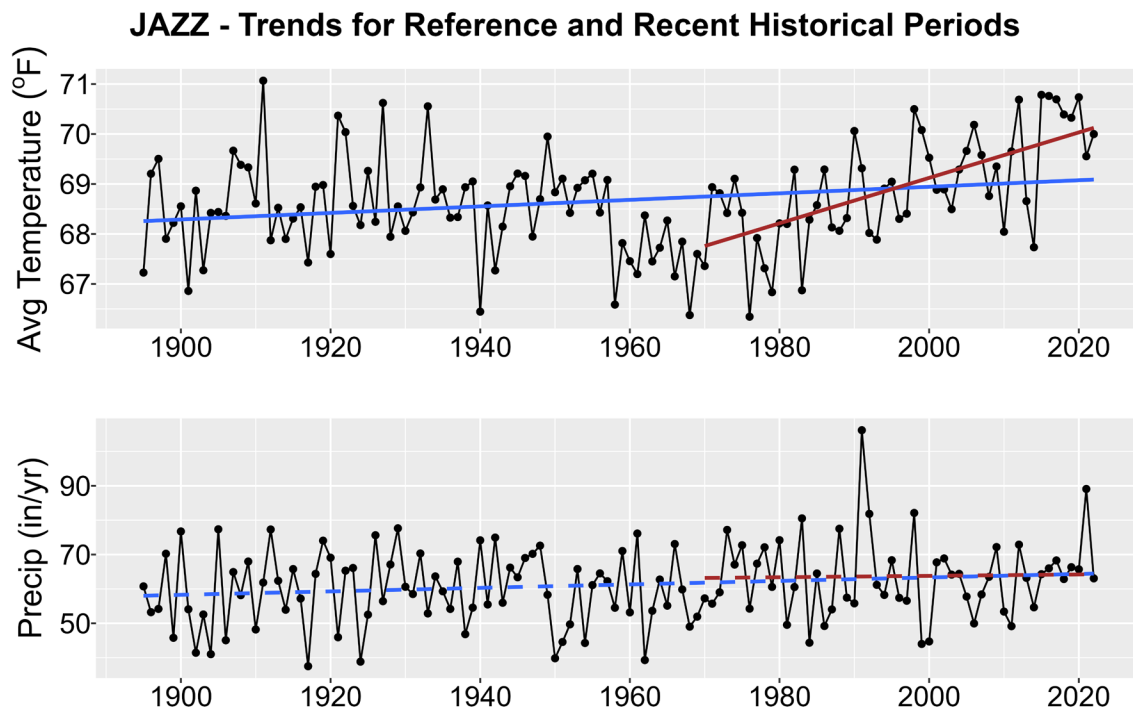 JAZZ - Trends for Reference and Recent Historical Periods
Avg Temperature (°F)
71
70
69
68
67
1900 1920 1940 1960 1980 2000 2020
Precip (in/yr)
90
70
50
1900 1920 1940 1960 1980 2000 2020